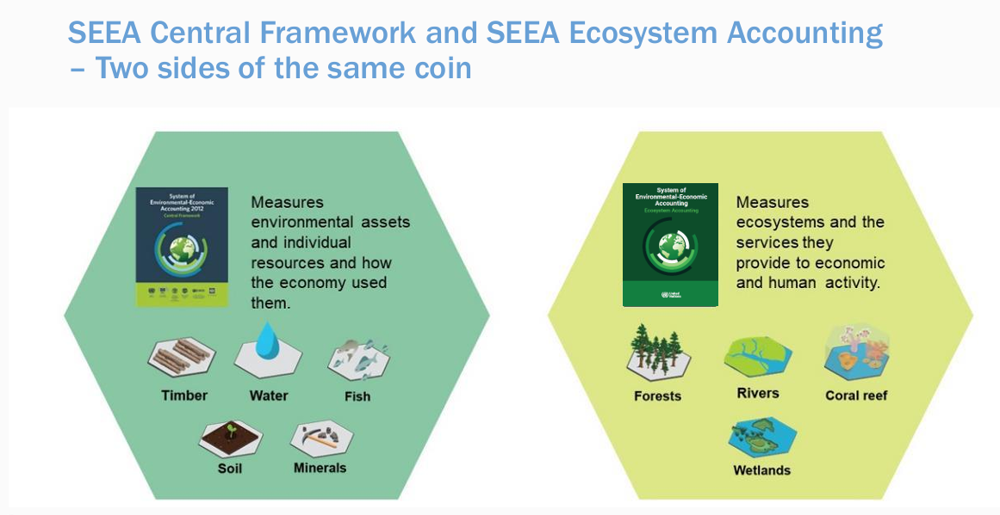 SEEA Central Framework and SEEA Ecosystem Accounting
– Two sides of the same coin
System of
Environmental-Economic
Accounting 2012
Central Framework
Measures
environmental assets
and individual
resources and how
the economy used
them.
Timber
Water
Fish
Soil
Minerals
System of
Environmental-Economic
Accounting
Ecosystem Accounting
United
Nations
Measures
ecosystems and the
services they
provide to economic
and human activity.
Forests
Rivers
Coral reef
Wetlands